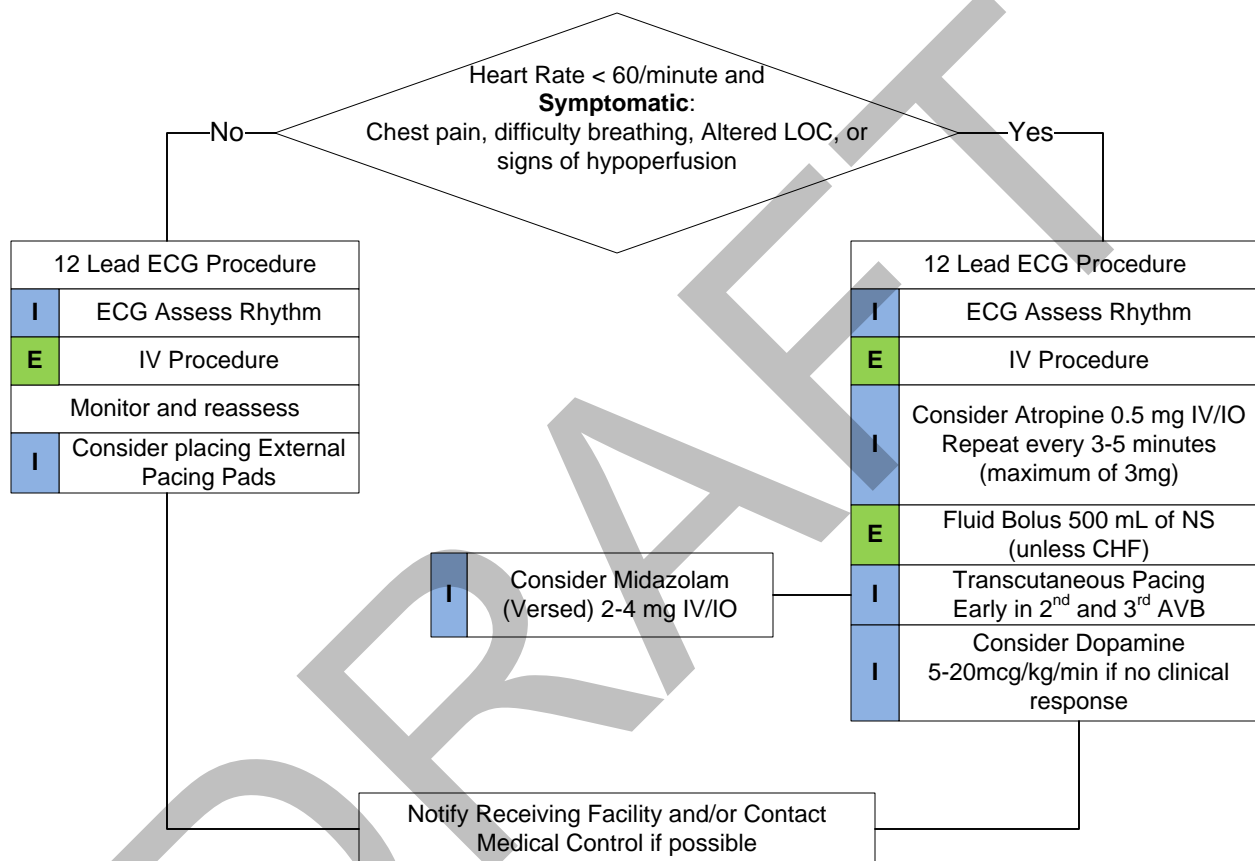 Heart Rate < 60/minute and
Symptomatic:
Chest pain, difficulty breathing, Altered LOC, or
signs of hypoperfusion
No
Yes
12 Lead ECG Procedure
I ECG Assess Rhythm
E IV Procedure
Monitor and reassess
I Consider placing External
Pacing Pads
12 Lead ECG Procedure
I ECG Assess Rhythm
E IV Procedure
I Consider Atropine 0.5 mg IV/IO
Repeat every 3-5 minutes
(maximum of 3mg)
E Fluid Bolus 500 mL of NS
(unless CHF)
I Transcutaneous Pacing
Early in 2nd and 3rd AVB
I Consider Midazolam
(Versed) 2-4 mg IV/IO
I Consider Dopamine
5-20mcg/kg/min if no clinical
response
Notify Receiving Facility and/or Contact
Medical Control if possible
DRAFT